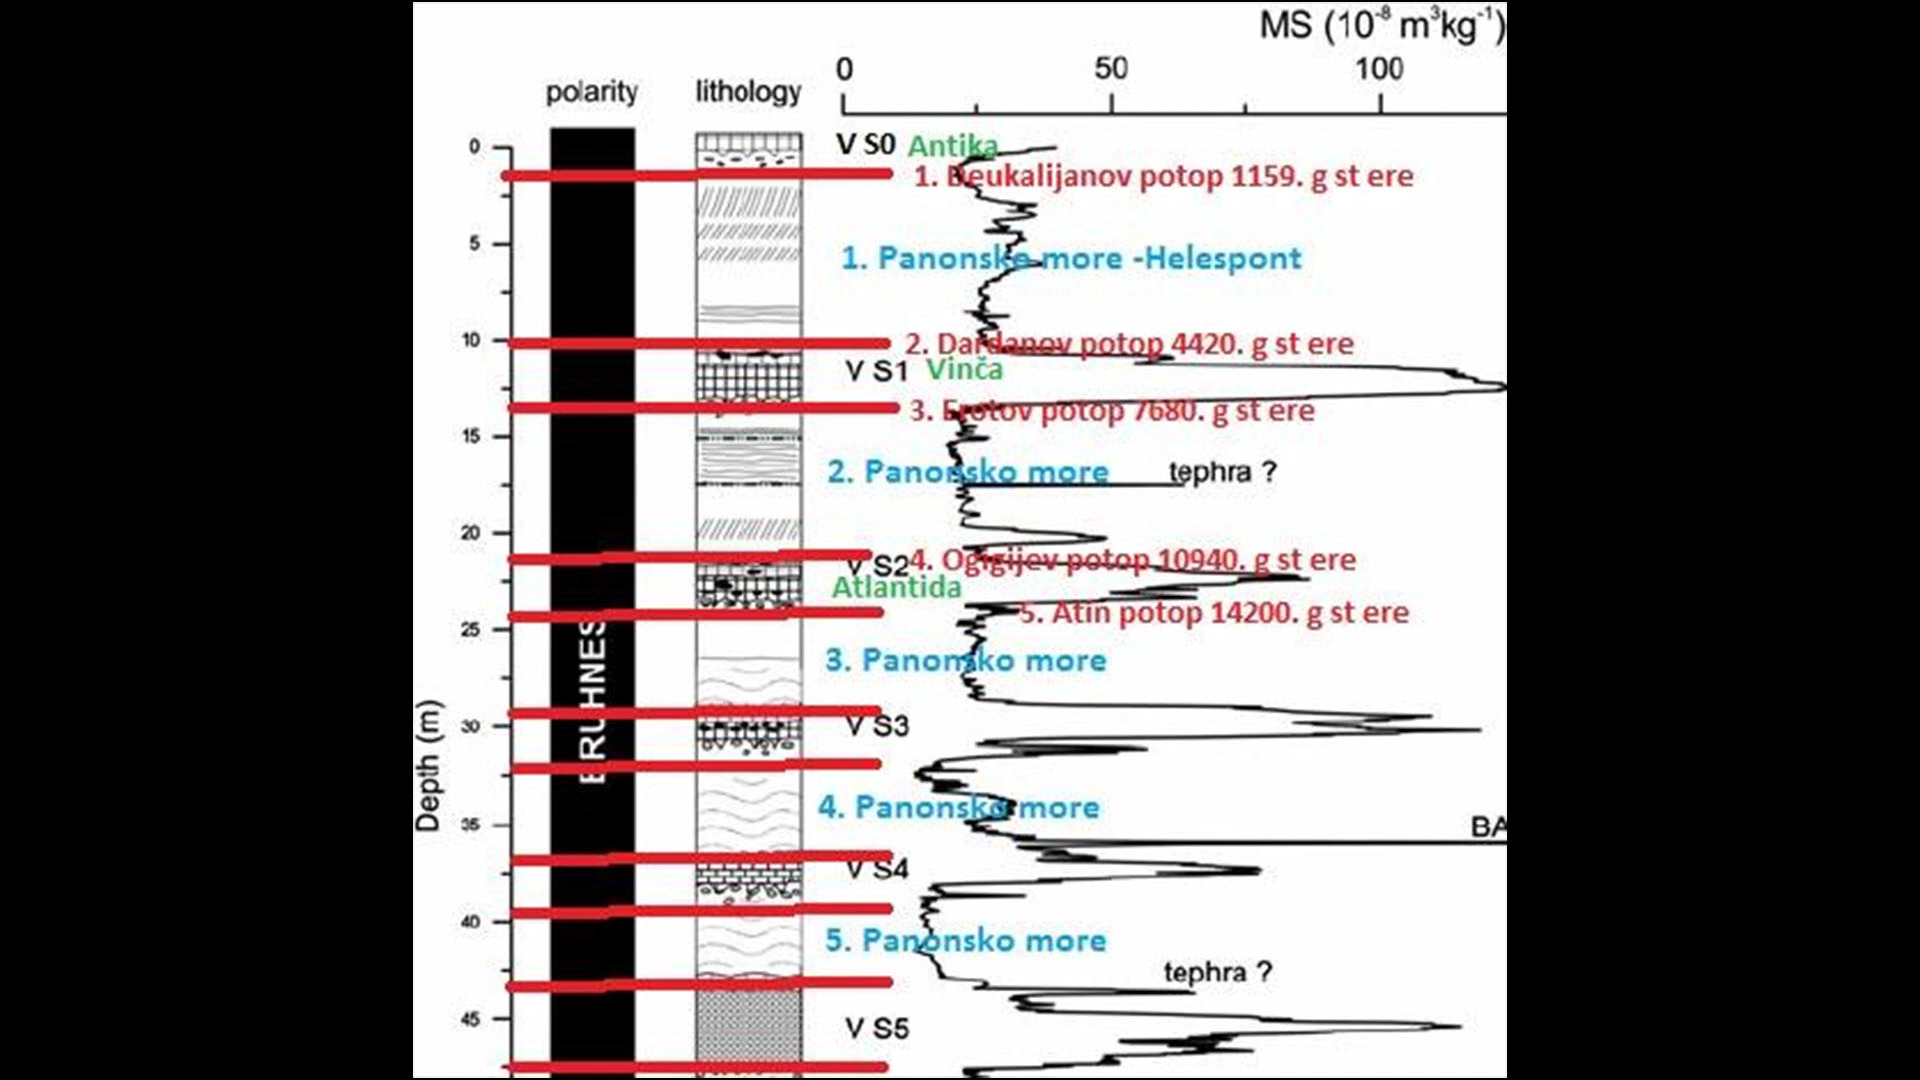 MS (10⁻⁸ m³kg⁻¹)
0 50 100
polarity lithology
0 V S0 Antika
1. Deukalijanov potop 1159. g st ere
5 1. Panonsko more -Helespont
10 2. Dardanov potop 4420. g st ere
V S1 Vinča
3. Erotov potop 7680. g st ere
15
2. Panonsko more tephra ?
20
V S2 4. Ogigijev potop 10940. g st ere
Atlantida
5. Atin potop 14200. g st ere
25
3. Panonsko more
BRUHNES
Depth (m)
30 V S3
4. Panonsko more
35 BA
V S4
40
5. Panonsko more
tephra ?
45 V S5